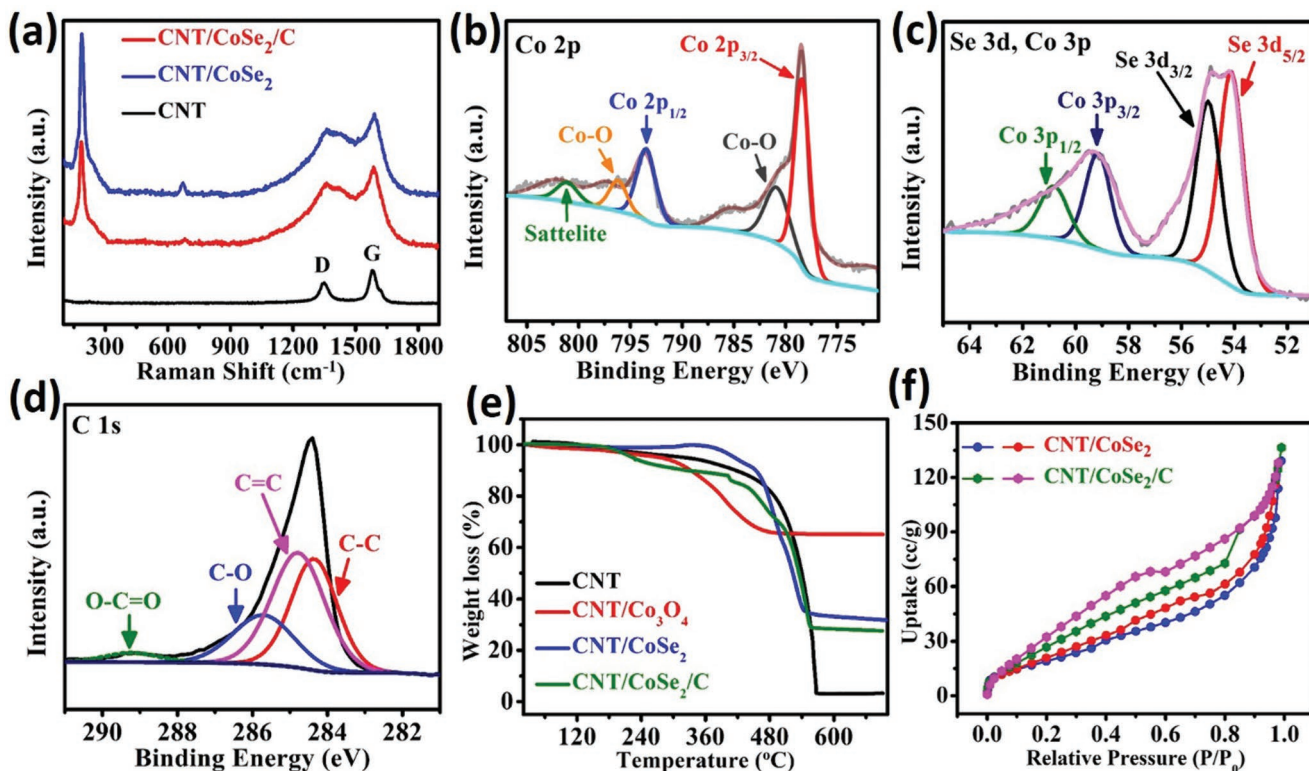 (a)
CNT/CoSe2/C
CNT/CoSe2
CNT
D
G
Intensity (a.u.)
300 600 900 1200 1500 1800
Raman Shift (cm-1)
(b)
Co 2p
Co 2p3/2
Co 2p1/2
Co-O
Co-O
Sattelite
Intensity (a.u.)
805 800 795 790 785 780 775
Binding Energy (eV)
(c)
Se 3d, Co 3p
Se 3d5/2
Se 3d3/2
Co 3p3/2
Co 3p1/2
Intensity (a.u.)
64 62 60 58 56 54 52
Binding Energy (eV)
(d)
C 1s
C=C
C-C
C-O
O-C=O
Intensity (a.u.)
290 288 286 284 282
Binding Energy (eV)
(e)
100
80
60
40
20
0
Weight loss (%)
CNT
CNT/Co3O4
CNT/CoSe2
CNT/CoSe2/C
120 240 360 480 600
Temperature (ºC)
(f)
150
120
90
60
30
0
Uptake (cc/g)
CNT/CoSe2
CNT/CoSe2/C
0.0 0.2 0.4 0.6 0.8 1.0
Relative Pressure (P/P0)